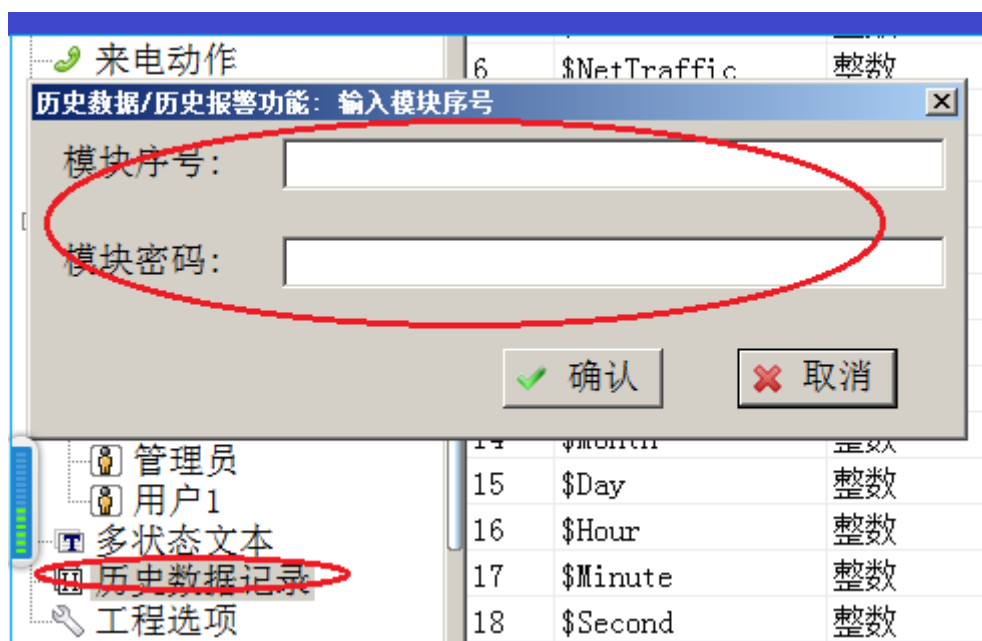 来电动作
6 $NetTraffic 整数
历史数据/历史报警功能: 输入模块序号
模块序号:
模块密码:
确认 取消
14 $Month 整数
管理员
15 $Day 整数
用户1
16 $Hour 整数
多状态文本
17 $Minute 整数
历史数据记录
18 $Second 整数
工程选项